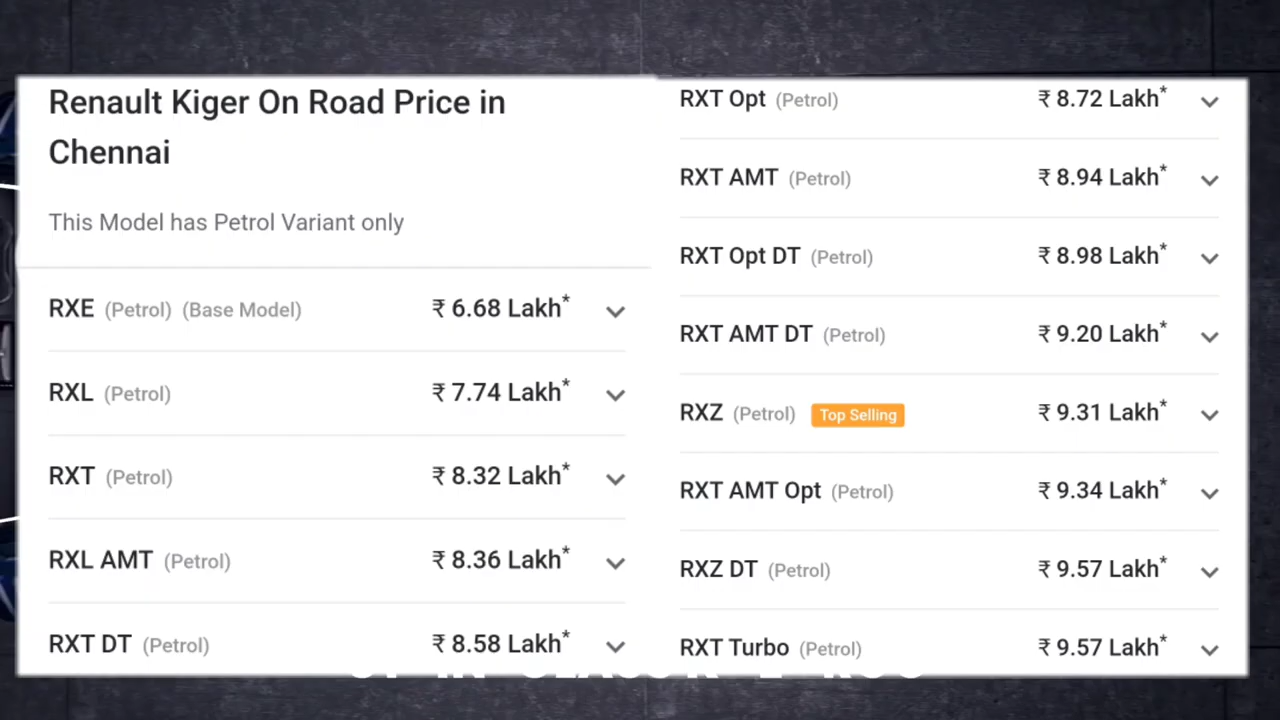 Renault Kiger On Road Price in
Chennai
This Model has Petrol Variant only
RXE (Petrol) (Base Model) ₹ 6.68 Lakh*
RXL (Petrol) ₹ 7.74 Lakh*
RXT (Petrol) ₹ 8.32 Lakh*
RXL AMT (Petrol) ₹ 8.36 Lakh*
RXT DT (Petrol) ₹ 8.58 Lakh*
RXT Opt (Petrol) ₹ 8.72 Lakh*
RXT AMT (Petrol) ₹ 8.94 Lakh*
RXT Opt DT (Petrol) ₹ 8.98 Lakh*
RXT AMT DT (Petrol) ₹ 9.20 Lakh*
RXZ (Petrol) Top Selling ₹ 9.31 Lakh*
RXT AMT Opt (Petrol) ₹ 9.34 Lakh*
RXZ DT (Petrol) ₹ 9.57 Lakh*
RXT Turbo (Petrol) ₹ 9.57 Lakh*